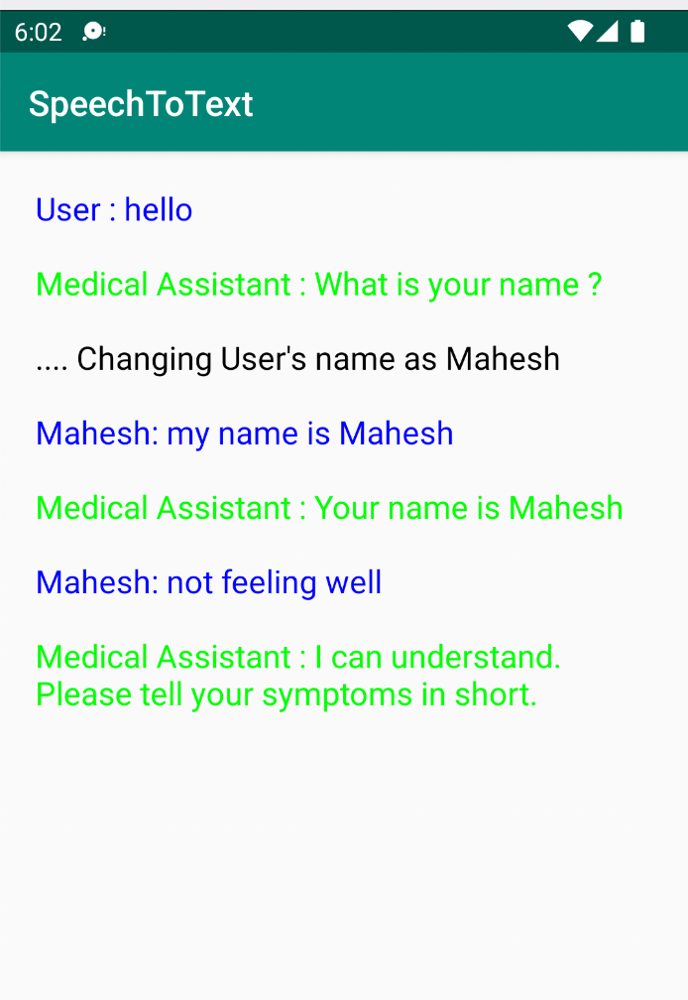 6:02
SpeechToText
User : hello
Medical Assistant : What is your name ?
.... Changing User's name as Mahesh
Mahesh: my name is Mahesh
Medical Assistant : Your name is Mahesh
Mahesh: not feeling well
Medical Assistant : I can understand.
Please tell your symptoms in short.